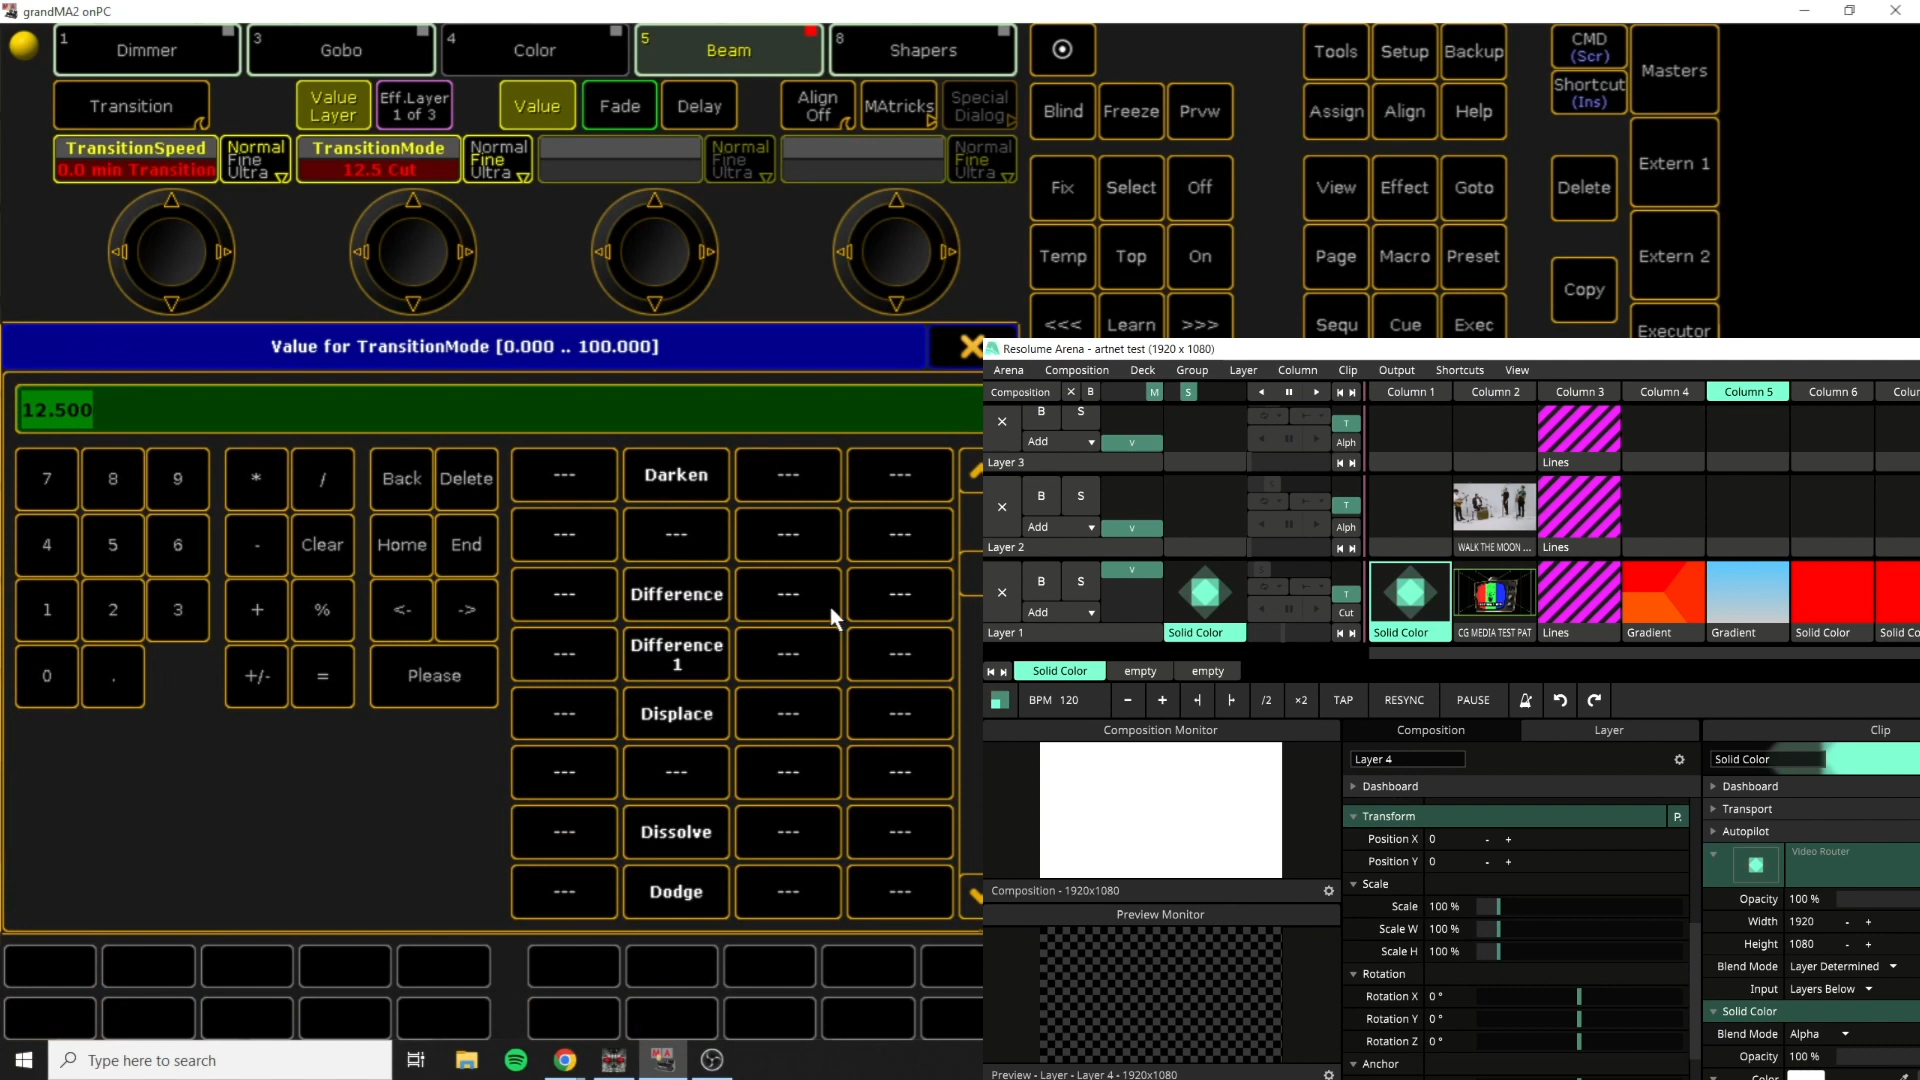 grandMA2 onPC
1 Dimmer
3 Gobo
4 Color
5 Beam
8 Shapers
Tools Setup Backup
CMD (Scr)
Masters
Transition
Value Layer
Eff.Layer 1 of 3
Value Fade Delay
Align Off
MAtricks
Special Dialog
Blind Freeze Prvw
Assign Align Help
Shortcut (Ins)
TransitionSpeed
0.0 min Transition
Normal Fine Ultra
TransitionMode
12.5 Cut
Normal Fine Ultra
Normal Fine Ultra
Normal Fine Ultra
Extern 1
Fix Select Off
View Effect Goto
Delete
Temp Top On
Page Macro Preset
Extern 2
Copy
<<< Learn >>>
Sequ Cue Exec
Executor
Value for TransitionMode [0.000 .. 100.000]
12.500
7 8 9 * / Back Delete
4 5 6 - Clear Home End
1 2 3 + % <- ->
0 . +/- = Please
--- Darken --- ---
--- --- --- ---
--- Difference --- ---
--- Difference 1 --- ---
--- Displace --- ---
--- --- --- ---
--- Dissolve --- ---
--- Dodge --- ---
Resolume Arena - artnet test (1920 x 1080)
Arena Composition Deck Group Layer Column Clip Output Shortcuts View
Composition X B M S Column 1 Column 2 Column 3 Column 4 Column 5 Column 6 Colur
B S T
Add V Alph
Layer 3 Lines
B S S T
Add V Alph
Layer 2 WALK THE MOON ... Lines
B S V S T
Add Cut
Layer 1 Solid Color Solid Color CG MEDIA TEST PAT Lines Gradient Gradient Solid Color Solid Co
Solid Color empty empty
BPM 120 - + /2 x2 TAP RESYNC PAUSE
Composition Monitor
Composition Layer Clip
Layer 4
Solid Color
Dashboard
Dashboard
Transform P.
Transport
Position X 0 - +
Autopilot
Position Y 0 - +
Video Router
Scale
Scale 100 %
Opacity 100 %
Scale W 100 %
Width 1920 - +
Scale H 100 %
Height 1080 - +
Rotation
Blend Mode Layer Determined
Rotation X 0 °
Input Layers Below
Rotation Y 0 °
Solid Color
Rotation Z 0 °
Blend Mode Alpha
Anchor
Opacity 100 %
Composition - 1920x1080
Preview Monitor
Preview - Layer - Layer 4 - 1920x1080
Type here to search